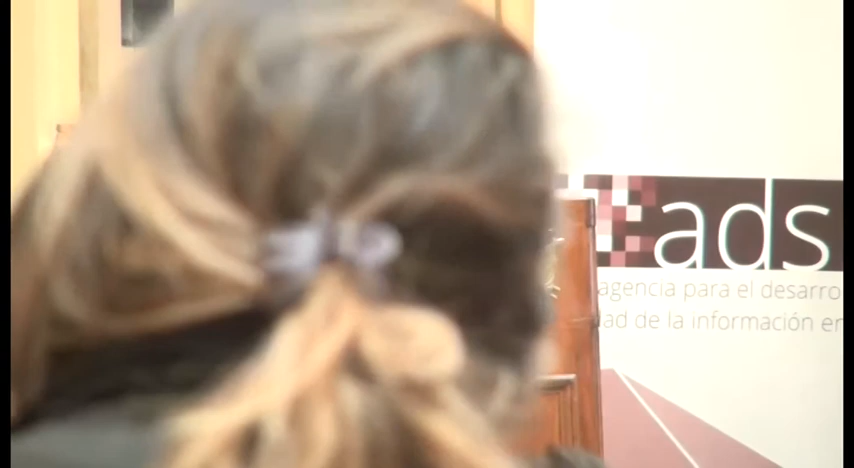 ads
agencia para el desarro
ad de la información en